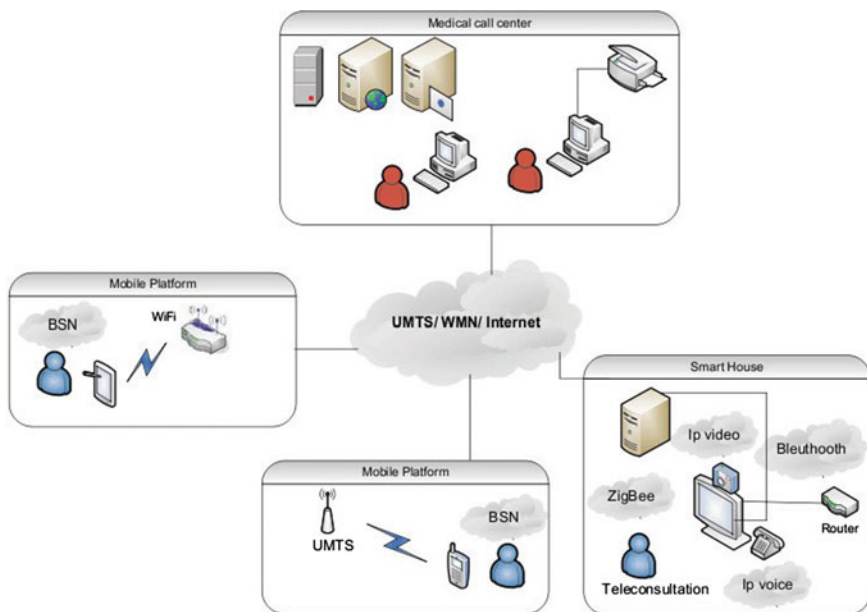 Medical call center
Mobile Platform
BSN
WiFi
UMTS/ WMN/ Internet
Smart House
Ip video
Bleuthooth
ZigBee
Router
Teleconsultation
Ip voice
Mobile Platform
UMTS
BSN